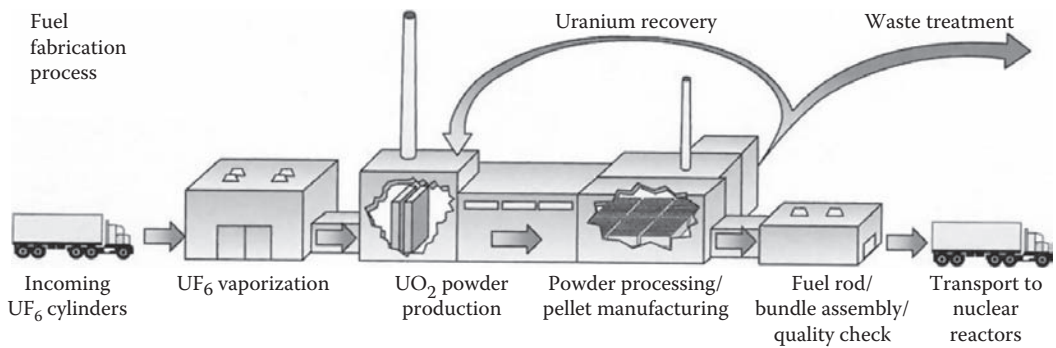 Fuel
fabrication
process
Uranium recovery
Waste treatment
Incoming
UF6 cylinders
UF6 vaporization
UO2 powder
production
Powder processing/
pellet manufacturing
Fuel rod/
bundle assembly/
quality check
Transport to
nuclear
reactors